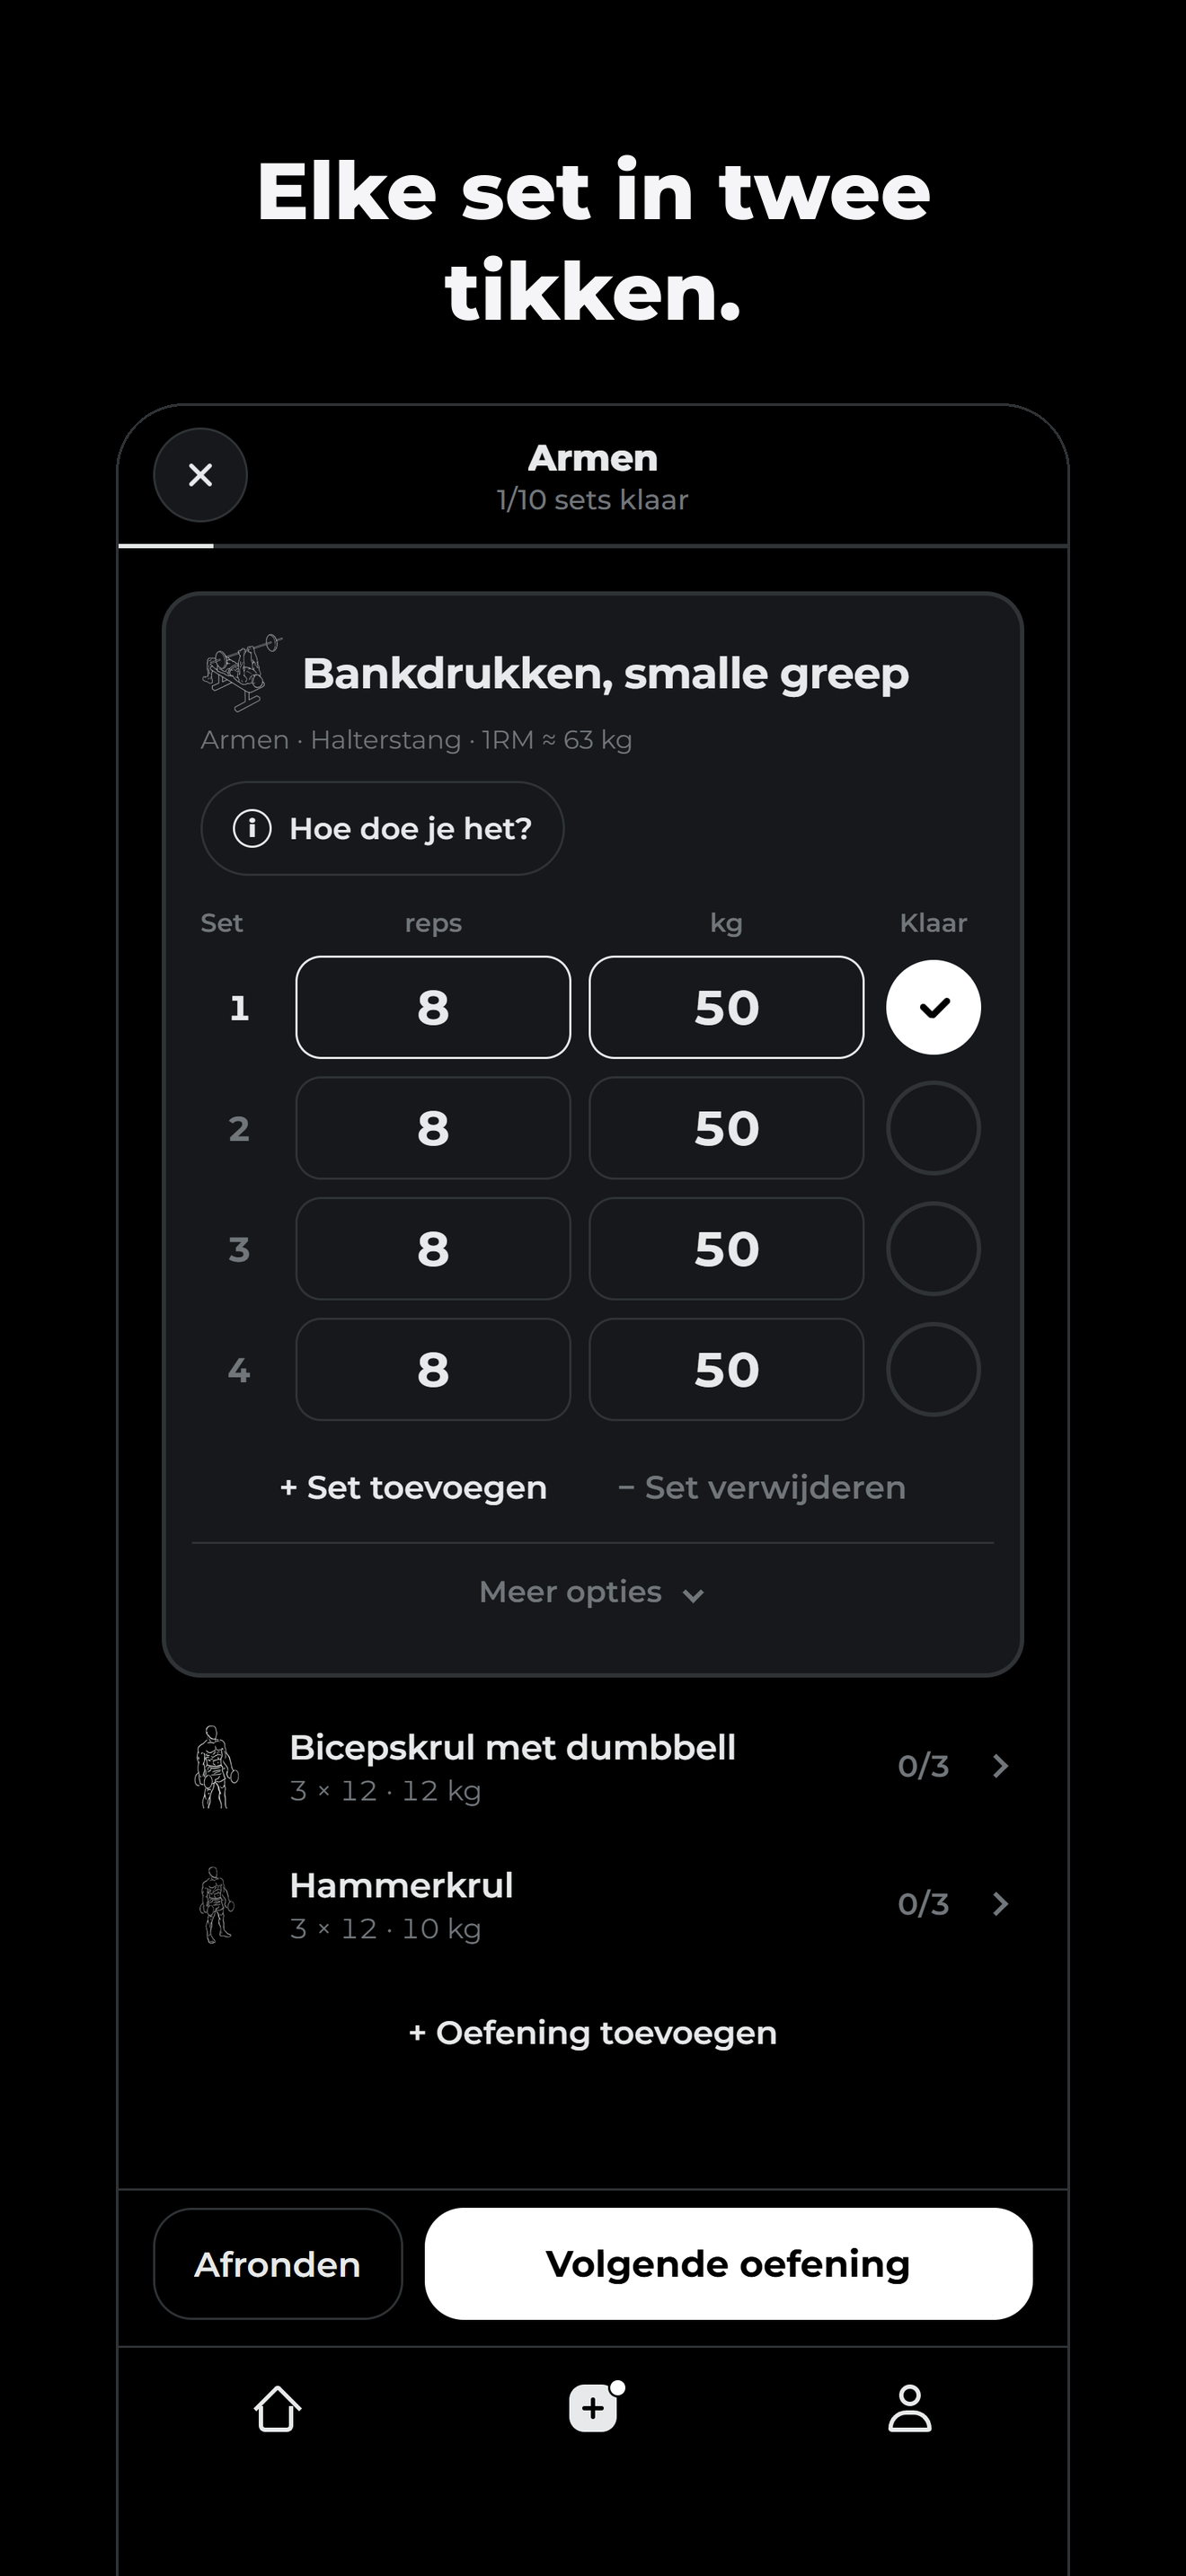 Elke set in twee
tikken.
Armen
1/10 sets klaar
Bankdrukken, smalle greep
Armen · Halterstang · 1RM ≈ 63 kg
Hoe doe je het?
Set reps kg Klaar
1 8 50
2 8 50
3 8 50
4 8 50
+ Set toevoegen − Set verwijderen
Meer opties
Bicepskrul met dumbbell
3 × 12 · 12 kg
0/3
Hammerkrul
3 × 12 · 10 kg
0/3
+ Oefening toevoegen
Afronden Volgende oefening